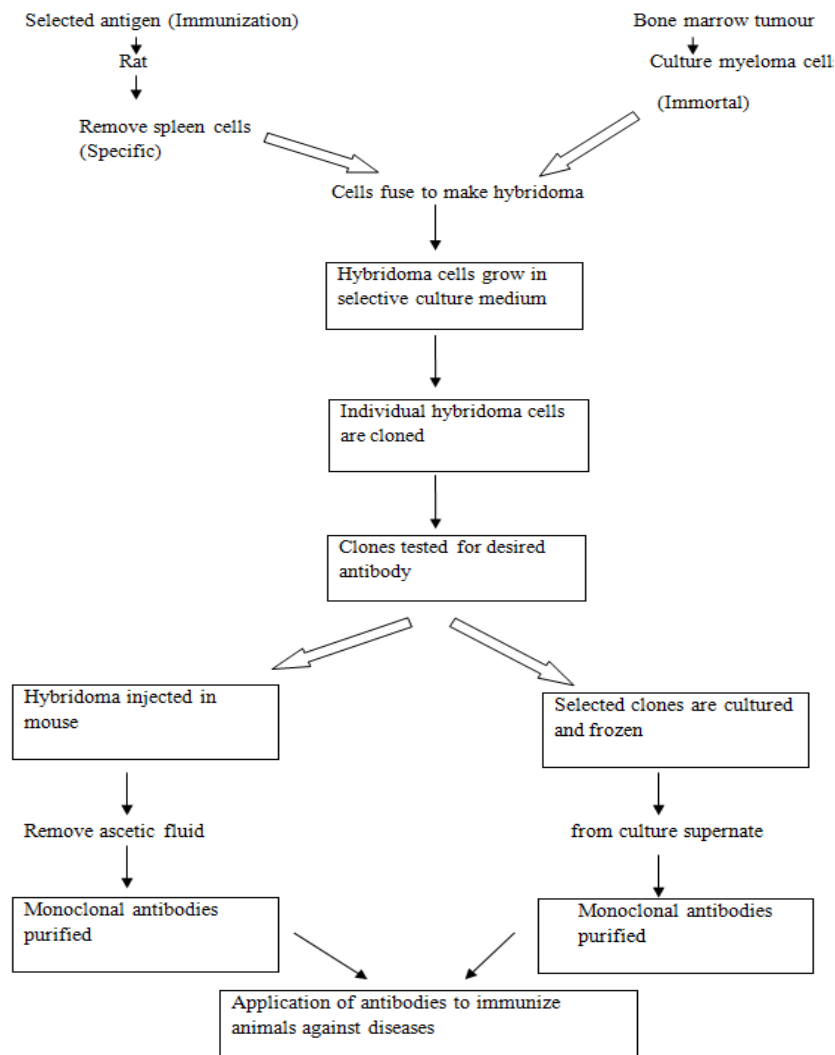 Selected antigen (Immunization)
Bone marrow tumour
Rat
Culture myeloma cells
(Immortal)
Remove spleen cells
(Specific)
Cells fuse to make hybridoma
Hybridoma cells grow in
selective culture medium
Individual hybridoma cells
are cloned
Clones tested for desired
antibody
Hybridoma injected in
mouse
Selected clones are cultured
and frozen
Remove ascetic fluid
from culture supernate
Monoclonal antibodies
purified
Monoclonal antibodies
purified
Application of antibodies to immunize
animals against diseases